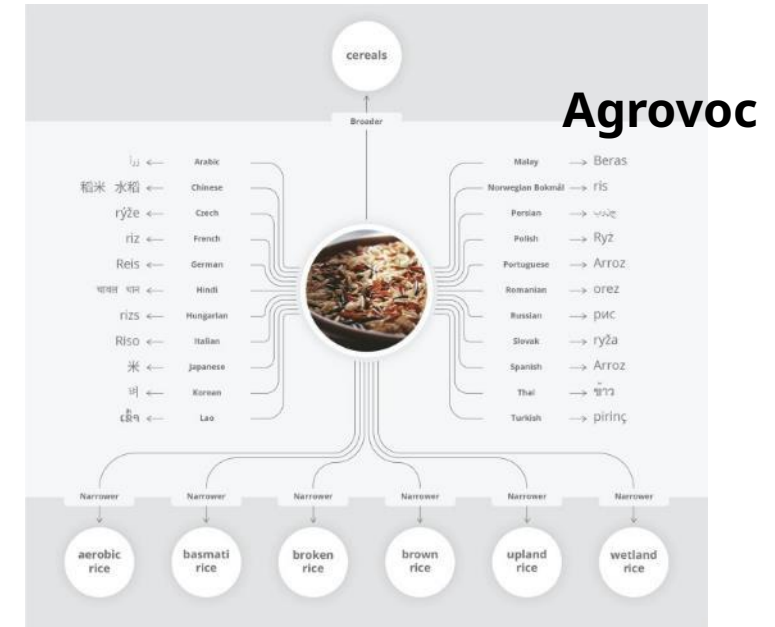 cereals
Agrovoc
Broader
Arabic
稻米 水稻 Chinese
rýže Czech
riz French
Reis German
चावल धान Hindi
rizs Hungarian
Riso Italian
米 Japanese
벼 Korean
Lao
Malay Beras
Norwegian Bokmål ris
Persian
Polish Ryż
Portuguese Arroz
Romanian orez
Russian рис
Slovak ryža
Spanish Arroz
Thai ข้าว
Turkish pirinç
Narrower Narrower Narrower Narrower Narrower Narrower
aerobic rice
basmati rice
broken rice
brown rice
upland rice
wetland rice